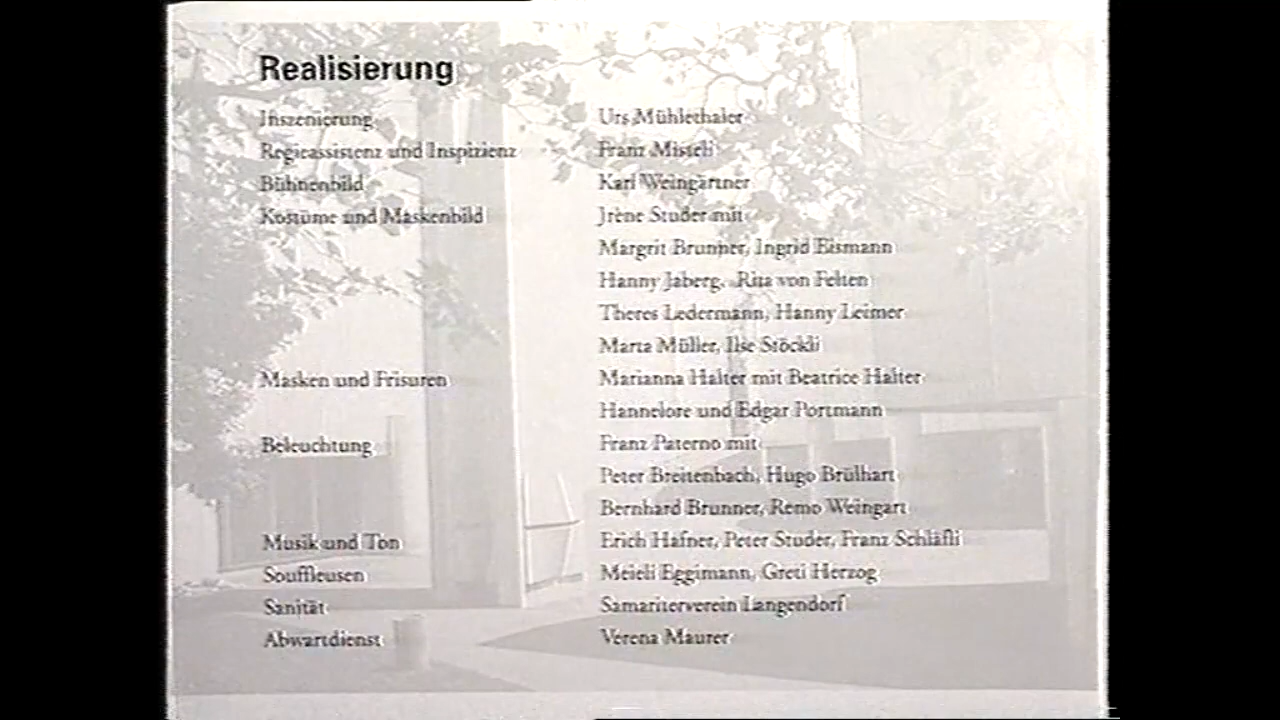 Realisierung
Inszenierung Urs Mühlethaler
Regieassistenz und Inspizienz Franz Misteli
Bühnenbild Karl Weingartner
Kostüme und Maskenbild Jrène Studer mit
Margrit Brunner, Ingrid Eismann
Hanny Jaberg, Rita von Felten
Theres Ledermann, Hanny Leimer
Marta Müller, Ilse Stöckli
Masken und Frisuren Marianna Halter mit Beatrice Halter
Hannelore und Edgar Portmann
Beleuchtung Franz Paterno mit
Peter Breitenbach, Hugo Brülhart
Bernhard Brunner, Remo Weingart
Musik und Ton Erich Hafner, Peter Studer, Franz Schläfli
Souffleusen Meieli Eggimann, Greti Herzog
Sanität Samariterverein Langendorf
Abwartdienst Verena Maurer